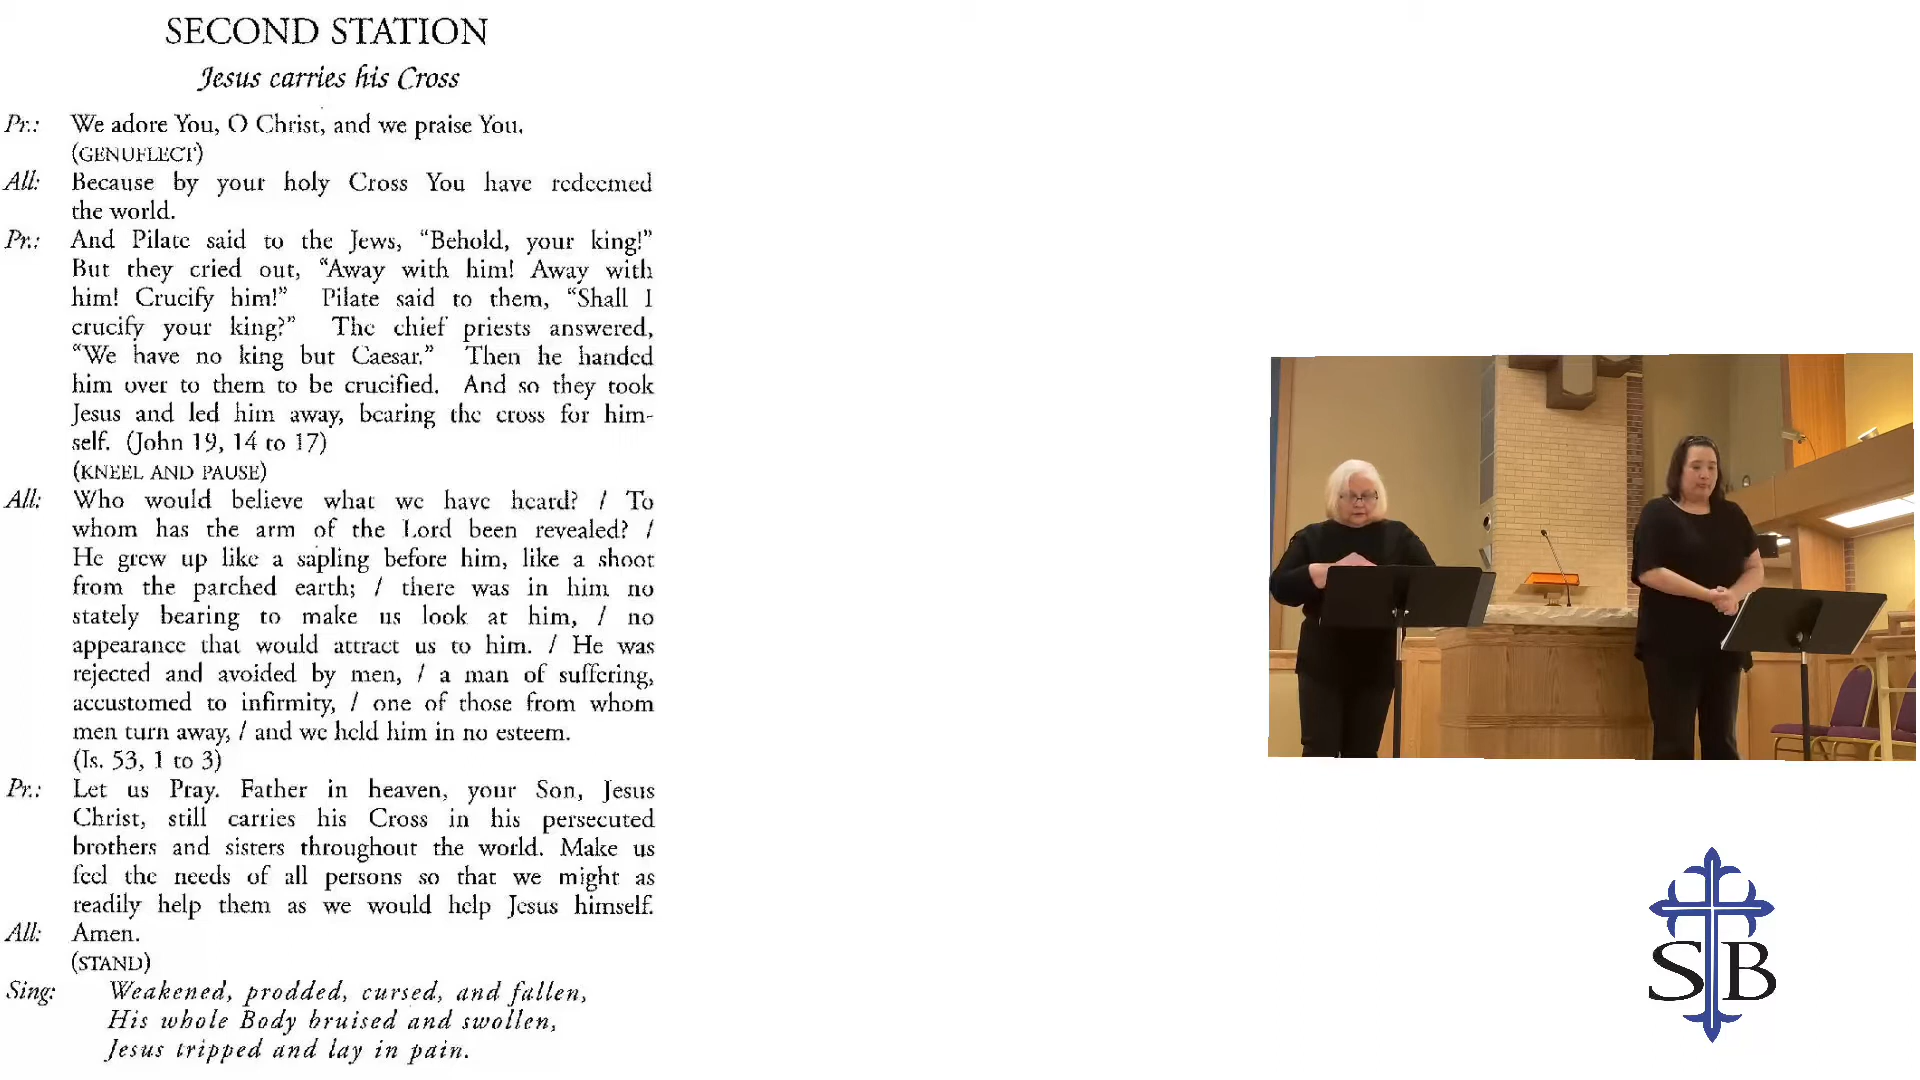 SECOND STATION
Jesus carries his Cross
Pr.: We adore You, O Christ, and we praise You.
(GENUFLECT)
All: Because by your holy Cross You have redeemed
the world.
Pr.: And Pilate said to the Jews, “Behold, your king!”
But they cried out, “Away with him! Away with
him! Crucify him!” Pilate said to them, “Shall I
crucify your king?” The chief priests answered,
“We have no king but Caesar.” Then he handed
him over to them to be crucified. And so they took
Jesus and led him away, bearing the cross for him-
self. (John 19, 14 to 17)
(KNEEL AND PAUSE)
All: Who would believe what we have heard? / To
whom has the arm of the Lord been revealed? /
He grew up like a sapling before him, like a shoot
from the parched earth; / there was in him no
stately bearing to make us look at him, / no
appearance that would attract us to him. / He was
rejected and avoided by men, / a man of suffering,
accustomed to infirmity, / one of those from whom
men turn away, / and we held him in no esteem.
(Is. 53, 1 to 3)
Pr.: Let us Pray. Father in heaven, your Son, Jesus
Christ, still carries his Cross in his persecuted
brothers and sisters throughout the world. Make us
feel the needs of all persons so that we might as
readily help them as we would help Jesus himself.
All: Amen.
(STAND)
Sing: Weakened, prodded, cursed, and fallen,
His whole Body bruised and swollen,
Jesus tripped and lay in pain.
SB